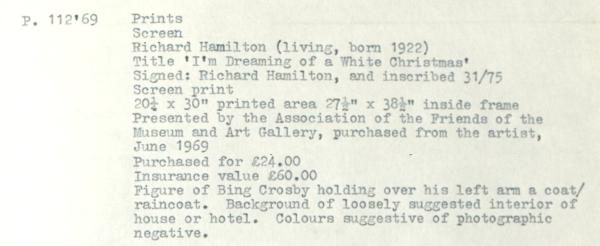 P. 112'69 Prints
Screen
Richard Hamilton (living, born 1922)
Title 'I'm Dreaming of a White Christmas'
Signed: Richard Hamilton, and inscribed 31/75
Screen print
20¼ x 30" printed area 27½" x 38½" inside frame
Presented by the Association of the Friends of the
Museum and Art Gallery, purchased from the artist,
June 1969
Purchased for £24.00
Insurance value £60.00
Figure of Bing Crosby holding over his left arm a coat/
raincoat. Background of loosely suggested interior of
house or hotel. Colours suggestive of photographic
negative.